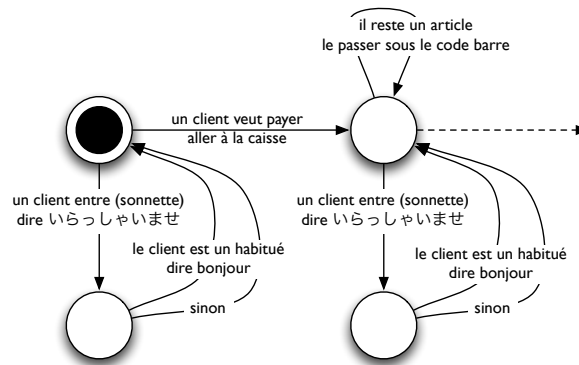 il reste un article
le passer sous le code barre
un client veut payer
aller à la caisse
un client entre (sonnette)
dire いらっしゃいませ
un client entre (sonnette)
dire いらっしゃいませ
le client est un habitué
dire bonjour
le client est un habitué
dire bonjour
sinon
sinon